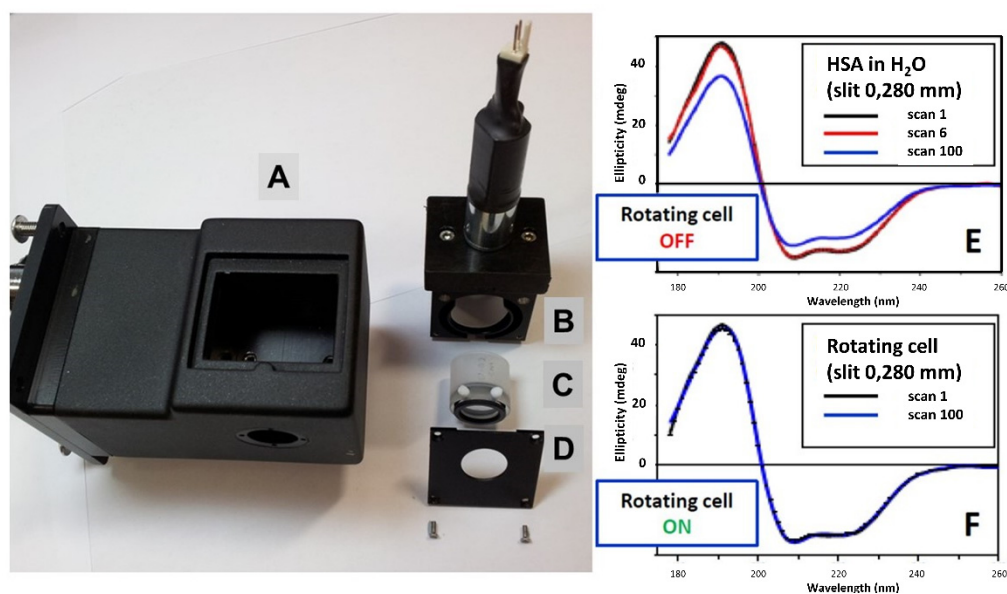 A
B
C
D
Ellipticity (mdeg)
40
20
0
HSA in H₂O
(slit 0,280 mm)
scan 1
scan 6
scan 100
Rotating cell
OFF
E
180 200 220 240 260
Wavelength (nm)
Ellipticity (mdeg)
40
20
0
Rotating cell
(slit 0,280 mm)
scan 1
scan 100
Rotating cell
ON
F
180 200 220 240 260
Wavelength (nm)